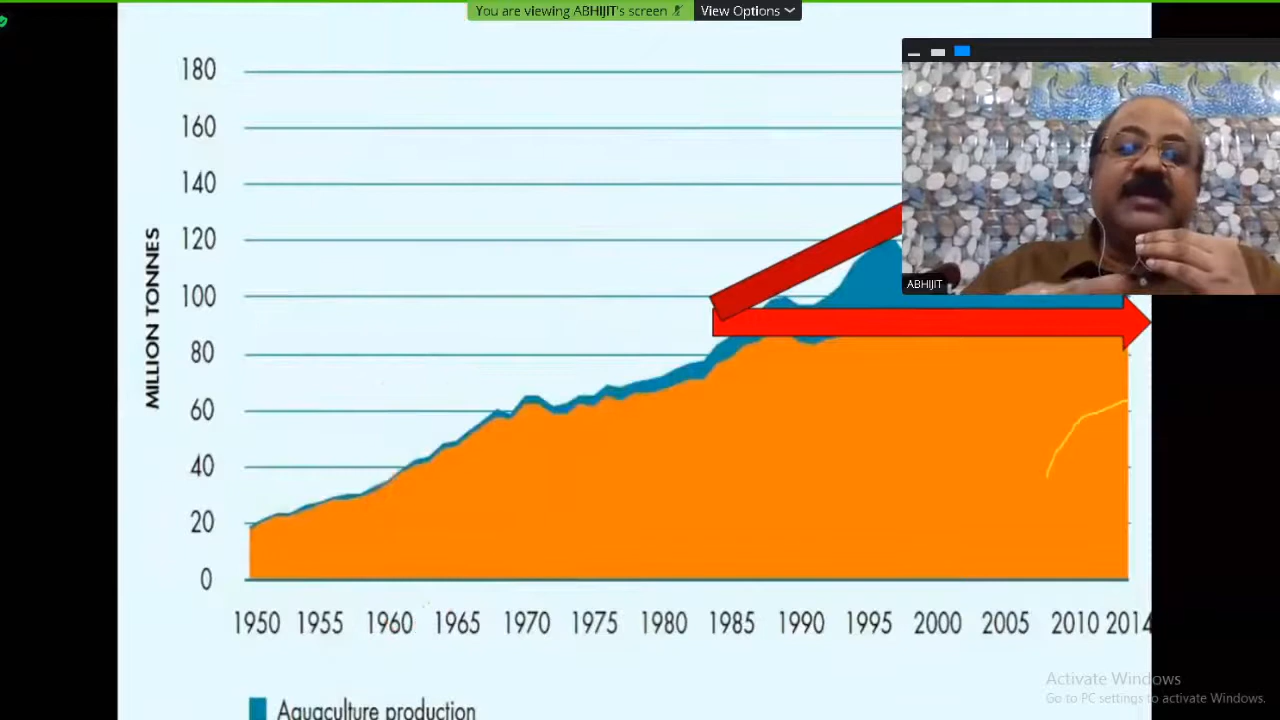 You are viewing ABHIJIT's screen
View Options
180
160
140
120
100
80
60
40
20
0
MILLION TONNES
ABHIJIT
1950 1955 1960 1965 1970 1975 1980 1985 1990 1995 2000 2005 2010 2014
Aquaculture production
Activate Windows
Go to PC settings to activate Windows.